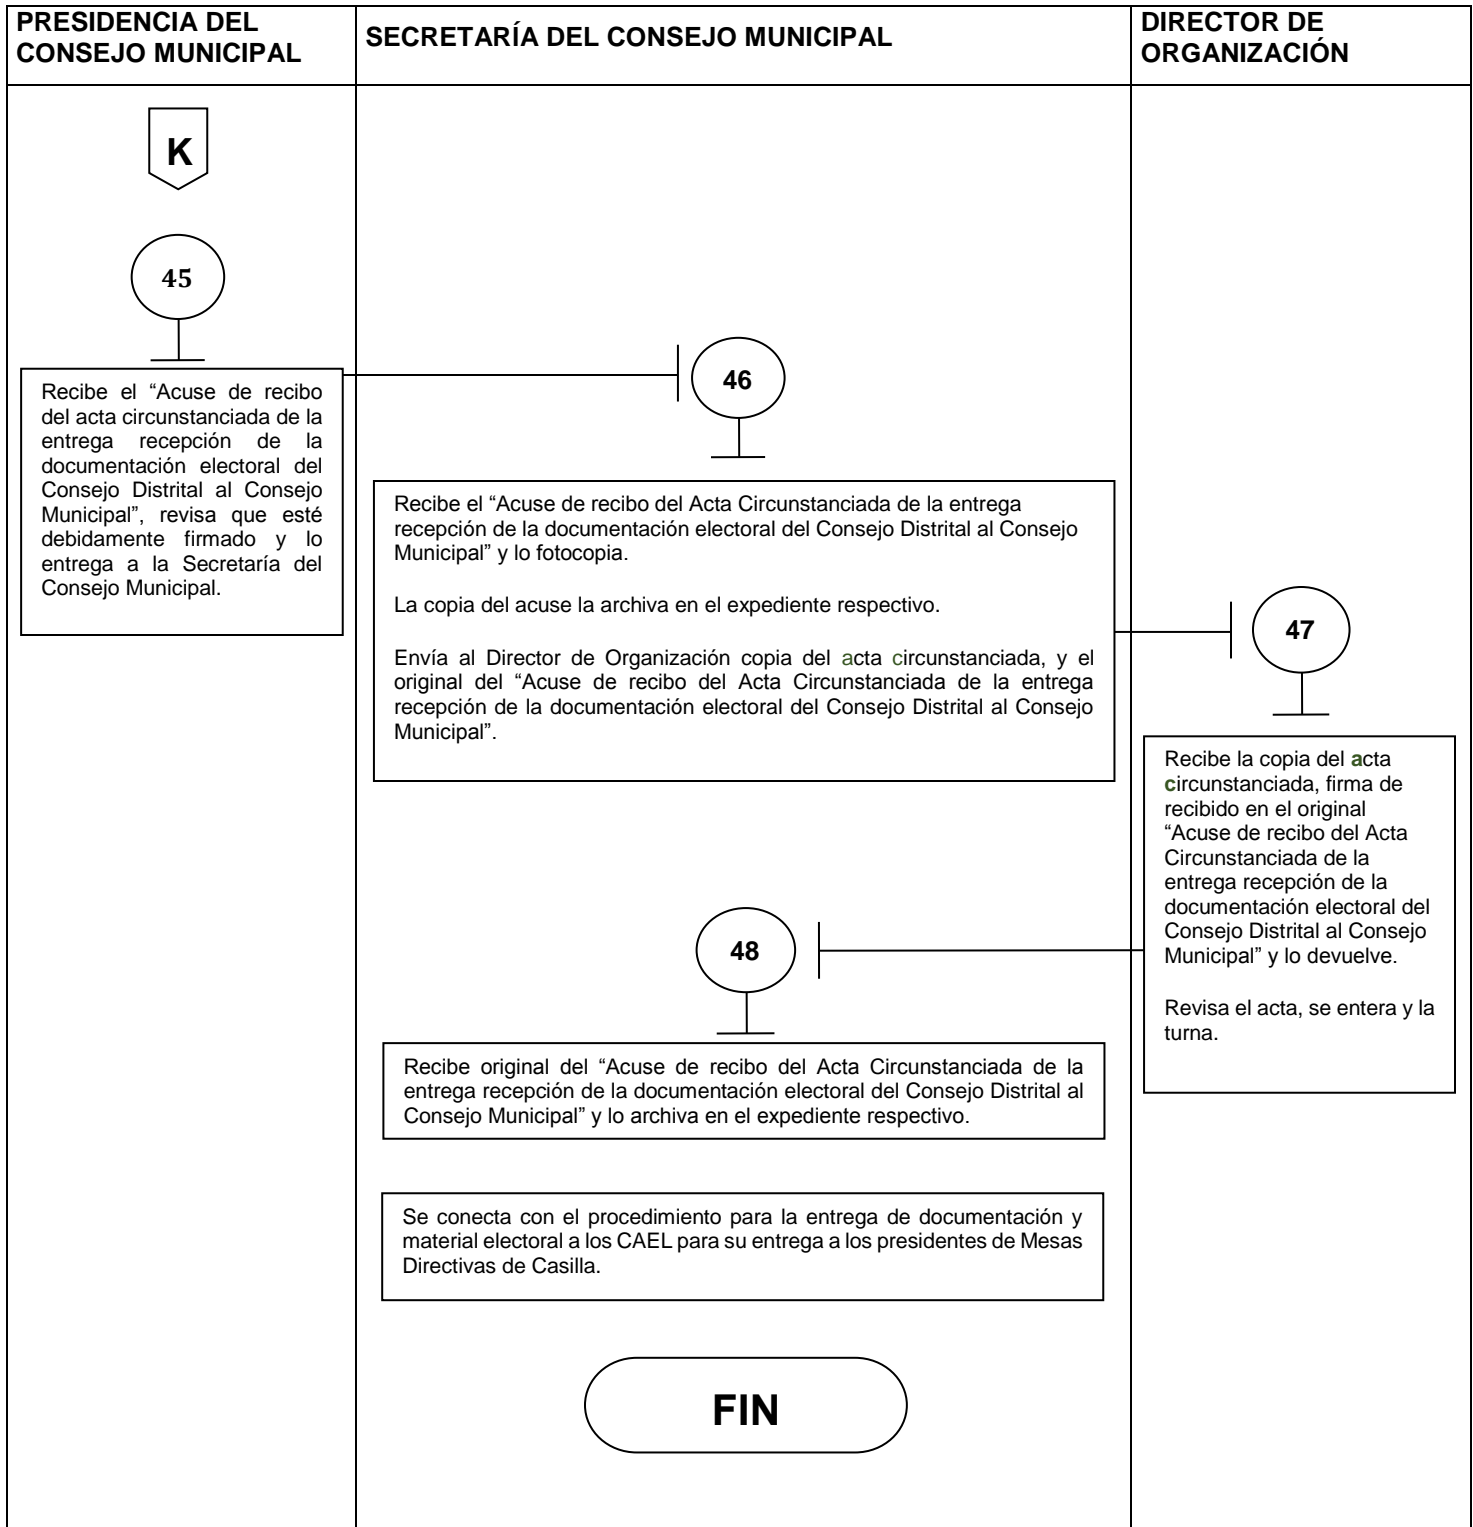 PRESIDENCIA DEL
CONSEJO MUNICIPAL
SECRETARÍA DEL CONSEJO MUNICIPAL
DIRECTOR DE
ORGANIZACIÓN
K
45
Recibe el “Acuse de recibo
del acta circunstanciada de la
entrega recepción de la
documentación electoral del
Consejo Distrital al Consejo
Municipal”, revisa que esté
debidamente firmado y lo
entrega a la Secretaría del
Consejo Municipal.
46
Recibe el “Acuse de recibo del Acta Circunstanciada de la entrega
recepción de la documentación electoral del Consejo Distrital al Consejo
Municipal” y lo fotocopia.
La copia del acuse la archiva en el expediente respectivo.
Envía al Director de Organización copia del acta circunstanciada, y el
original del “Acuse de recibo del Acta Circunstanciada de la entrega
recepción de la documentación electoral del Consejo Distrital al Consejo
Municipal”.
47
Recibe la copia del acta
circunstanciada, firma de
recibido en el original
“Acuse de recibo del Acta
Circunstanciada de la
entrega recepción de la
documentación electoral del
Consejo Distrital al Consejo
Municipal” y lo devuelve.
Revisa el acta, se entera y la
turna.
48
Recibe original del “Acuse de recibo del Acta Circunstanciada de la
entrega recepción de la documentación electoral del Consejo Distrital al
Consejo Municipal” y lo archiva en el expediente respectivo.
Se conecta con el procedimiento para la entrega de documentación y
material electoral a los CAEL para su entrega a los presidentes de Mesas
Directivas de Casilla.
FIN